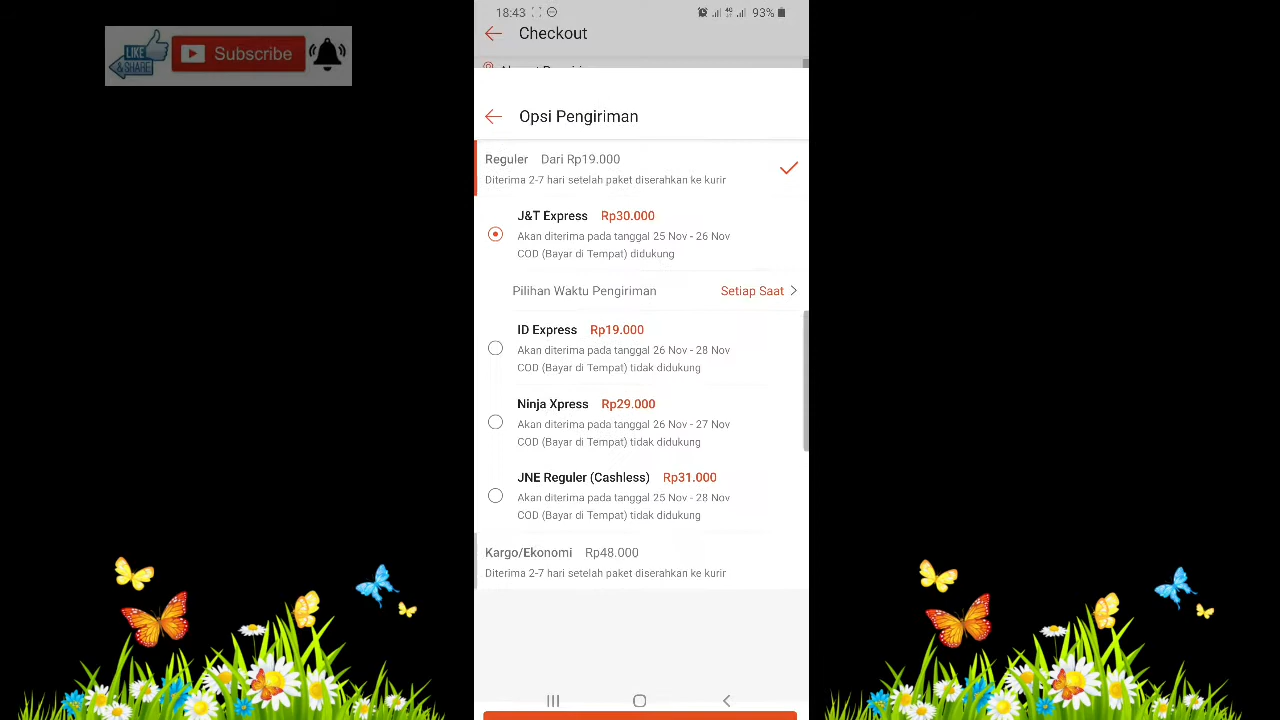 LIKE
& SHARE
Subscribe
18:43
93%
Checkout
Opsi Pengiriman
Reguler Dari Rp19.000
Diterima 2-7 hari setelah paket diserahkan ke kurir
J&T Express Rp30.000
Akan diterima pada tanggal 25 Nov - 26 Nov
COD (Bayar di Tempat) didukung
Pilihan Waktu Pengiriman Setiap Saat
ID Express Rp19.000
Akan diterima pada tanggal 26 Nov - 28 Nov
COD (Bayar di Tempat) tidak didukung
Ninja Xpress Rp29.000
Akan diterima pada tanggal 26 Nov - 27 Nov
COD (Bayar di Tempat) tidak didukung
JNE Reguler (Cashless) Rp31.000
Akan diterima pada tanggal 25 Nov - 28 Nov
COD (Bayar di Tempat) tidak didukung
Kargo/Ekonomi Rp48.000
Diterima 2-7 hari setelah paket diserahkan ke kurir